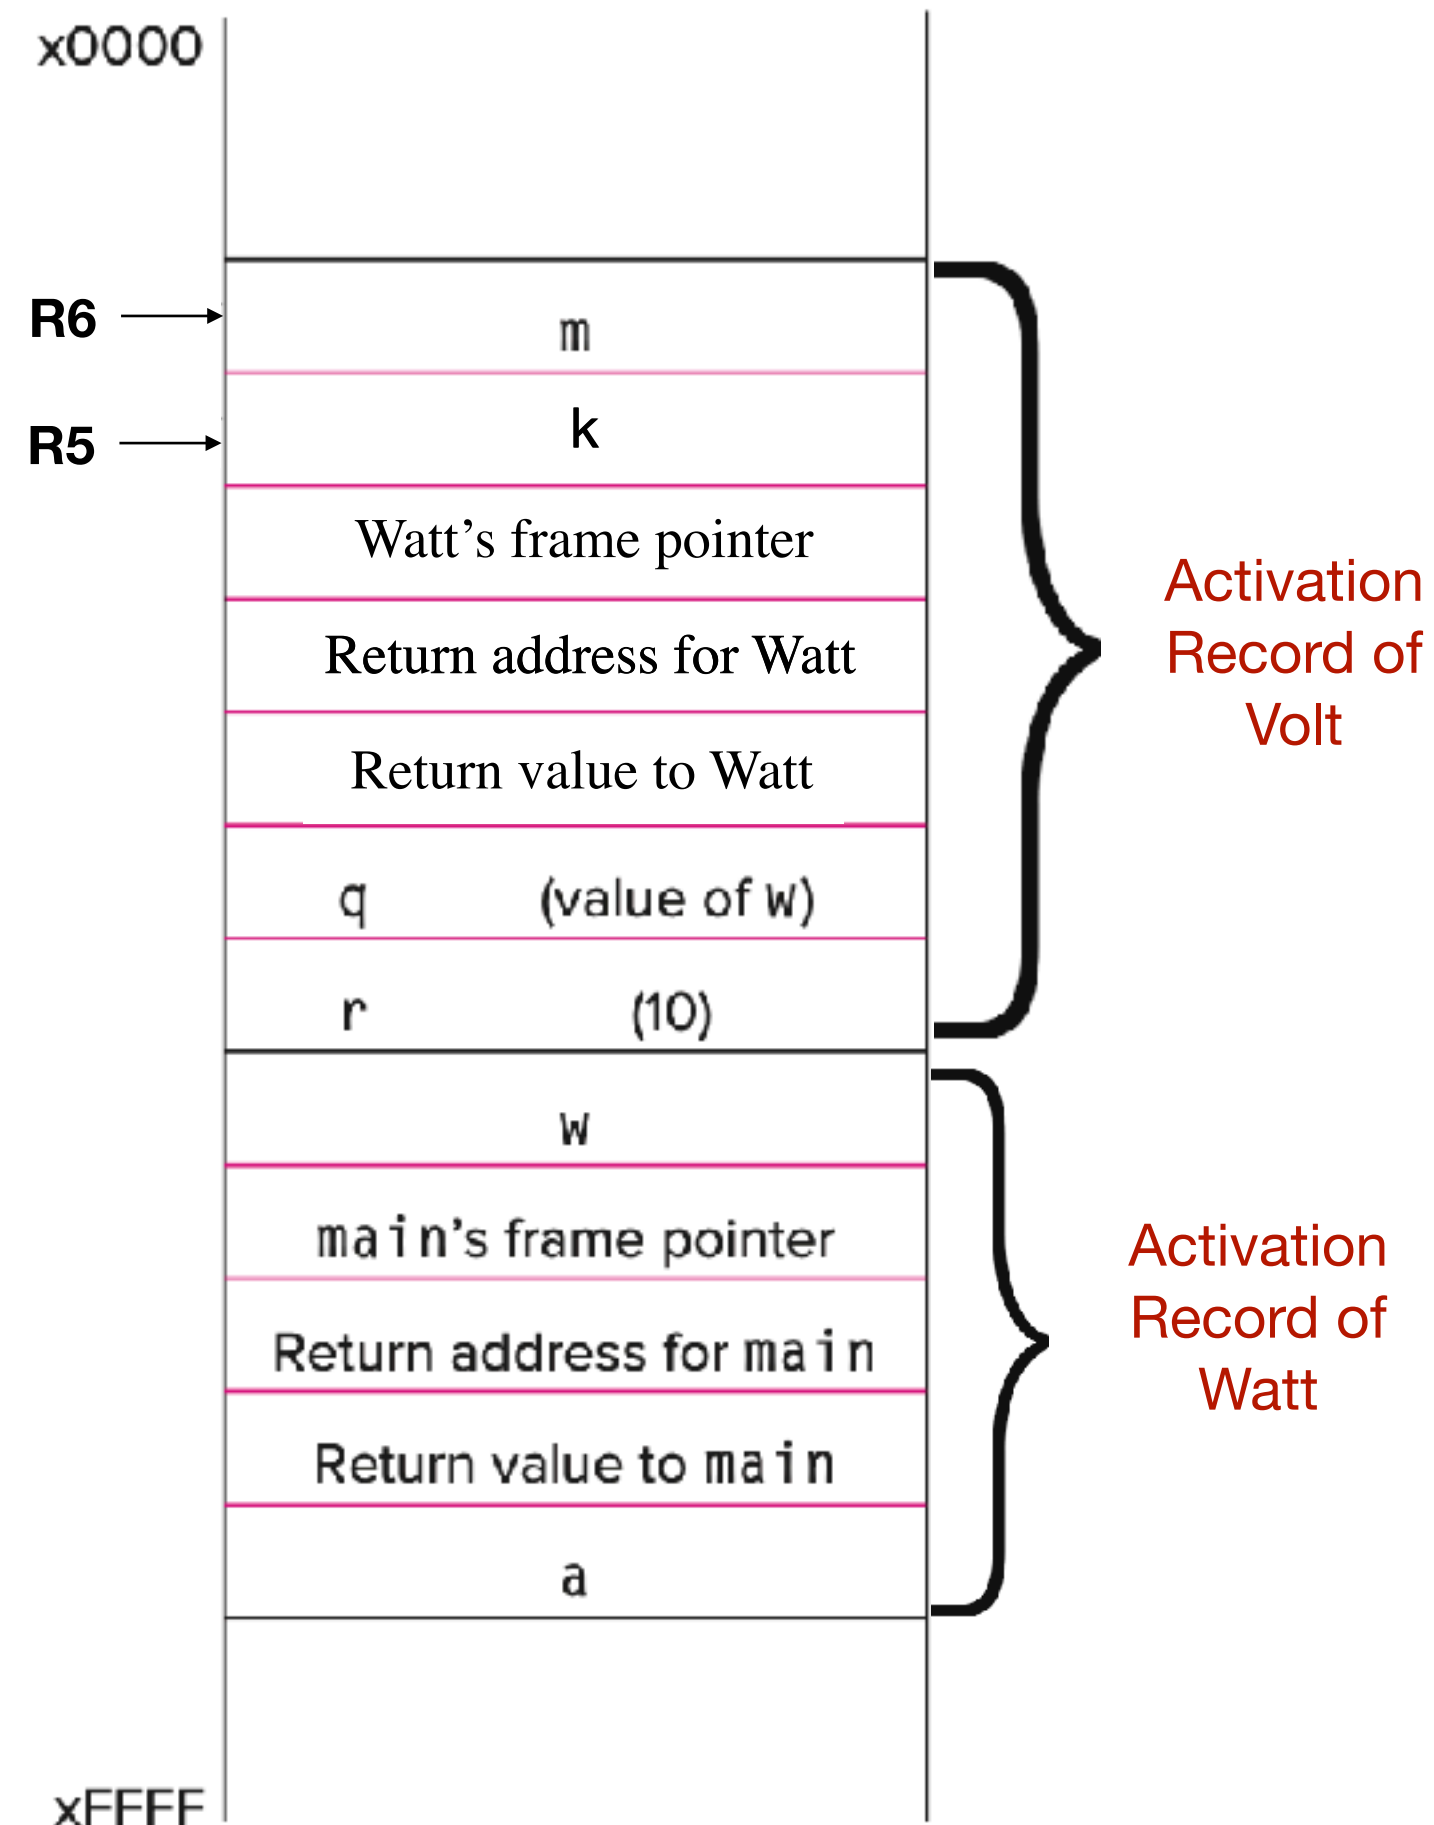 x0000
R6
m
R5
k
Watt’s frame pointer
Return address for Watt
Return value to Watt
q (value of w)
r (10)
Activation
Record of
Volt
w
main’s frame pointer
Return address for main
Return value to main
a
Activation
Record of
Watt
xFFFF